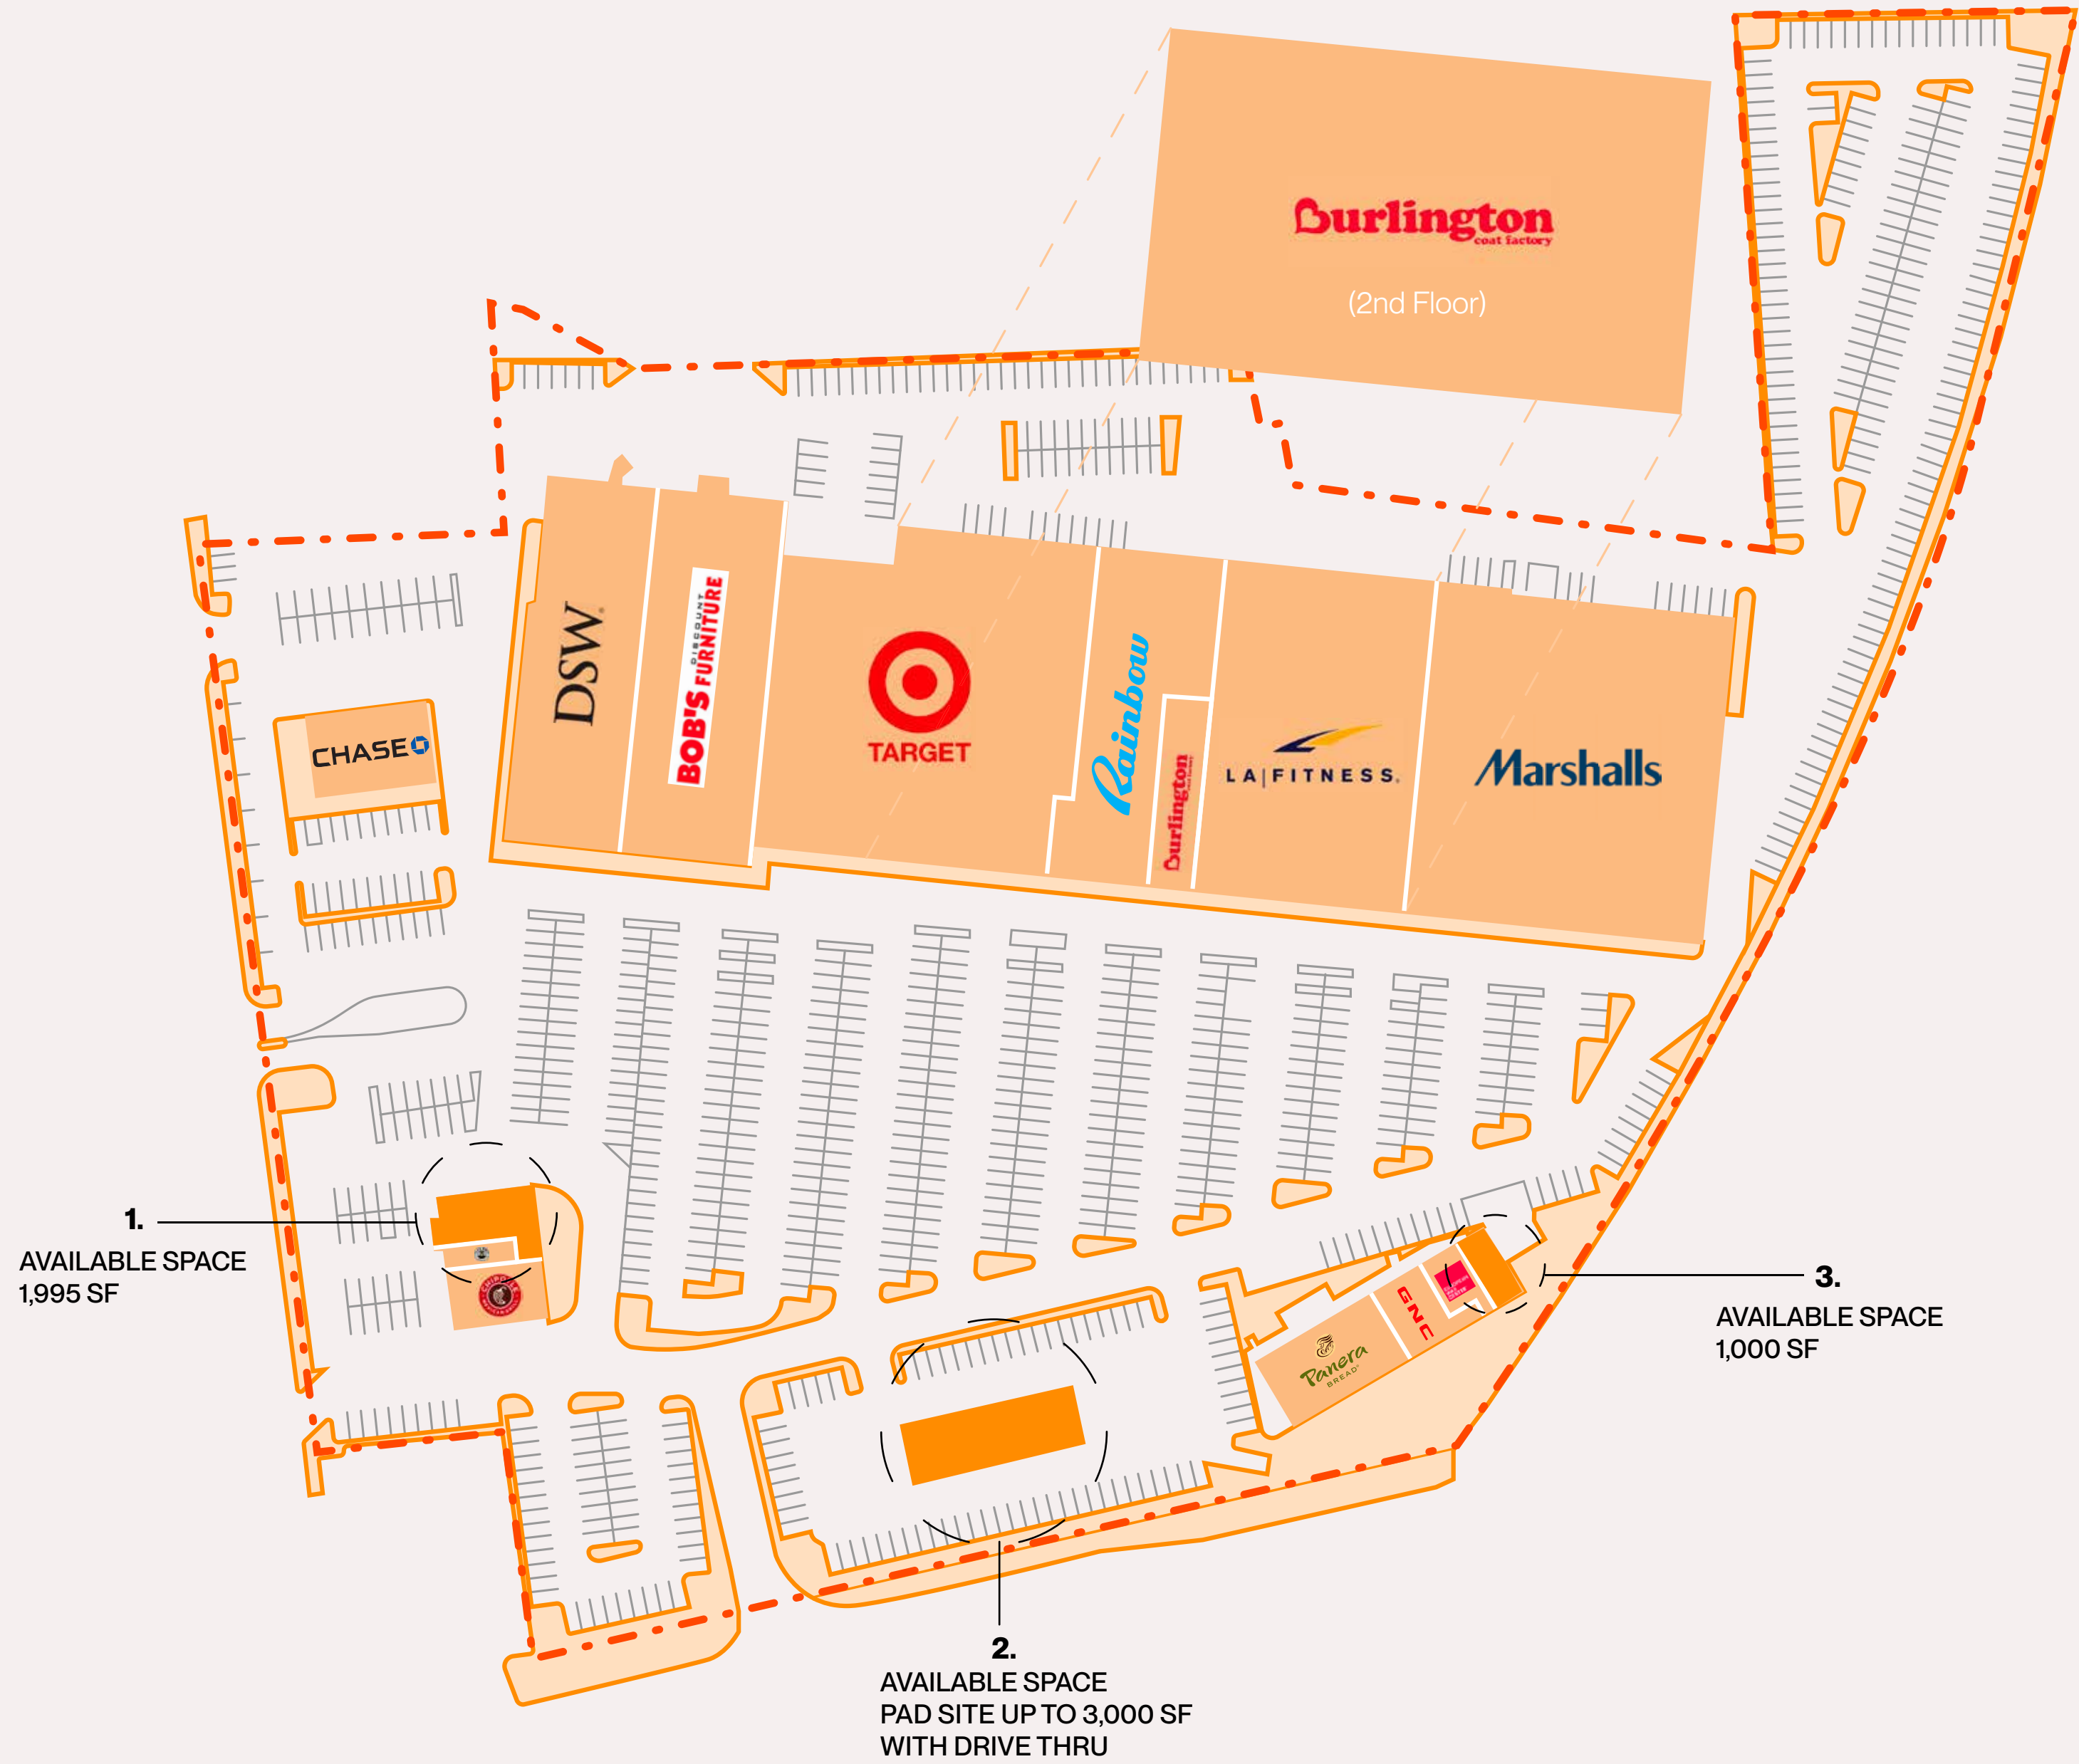 Burlington
coat factory
(2nd Floor)
DSW
BOB'S DISCOUNT FURNITURE
TARGET
Rainbow
Burlington
LA|FITNESS.
Marshalls
CHASE
1.
AVAILABLE SPACE
1,995 SF
CHIPOTLE
GNC
Panera
BREAD
3.
AVAILABLE SPACE
1,000 SF
2.
AVAILABLE SPACE
PAD SITE UP TO 3,000 SF
WITH DRIVE THRU